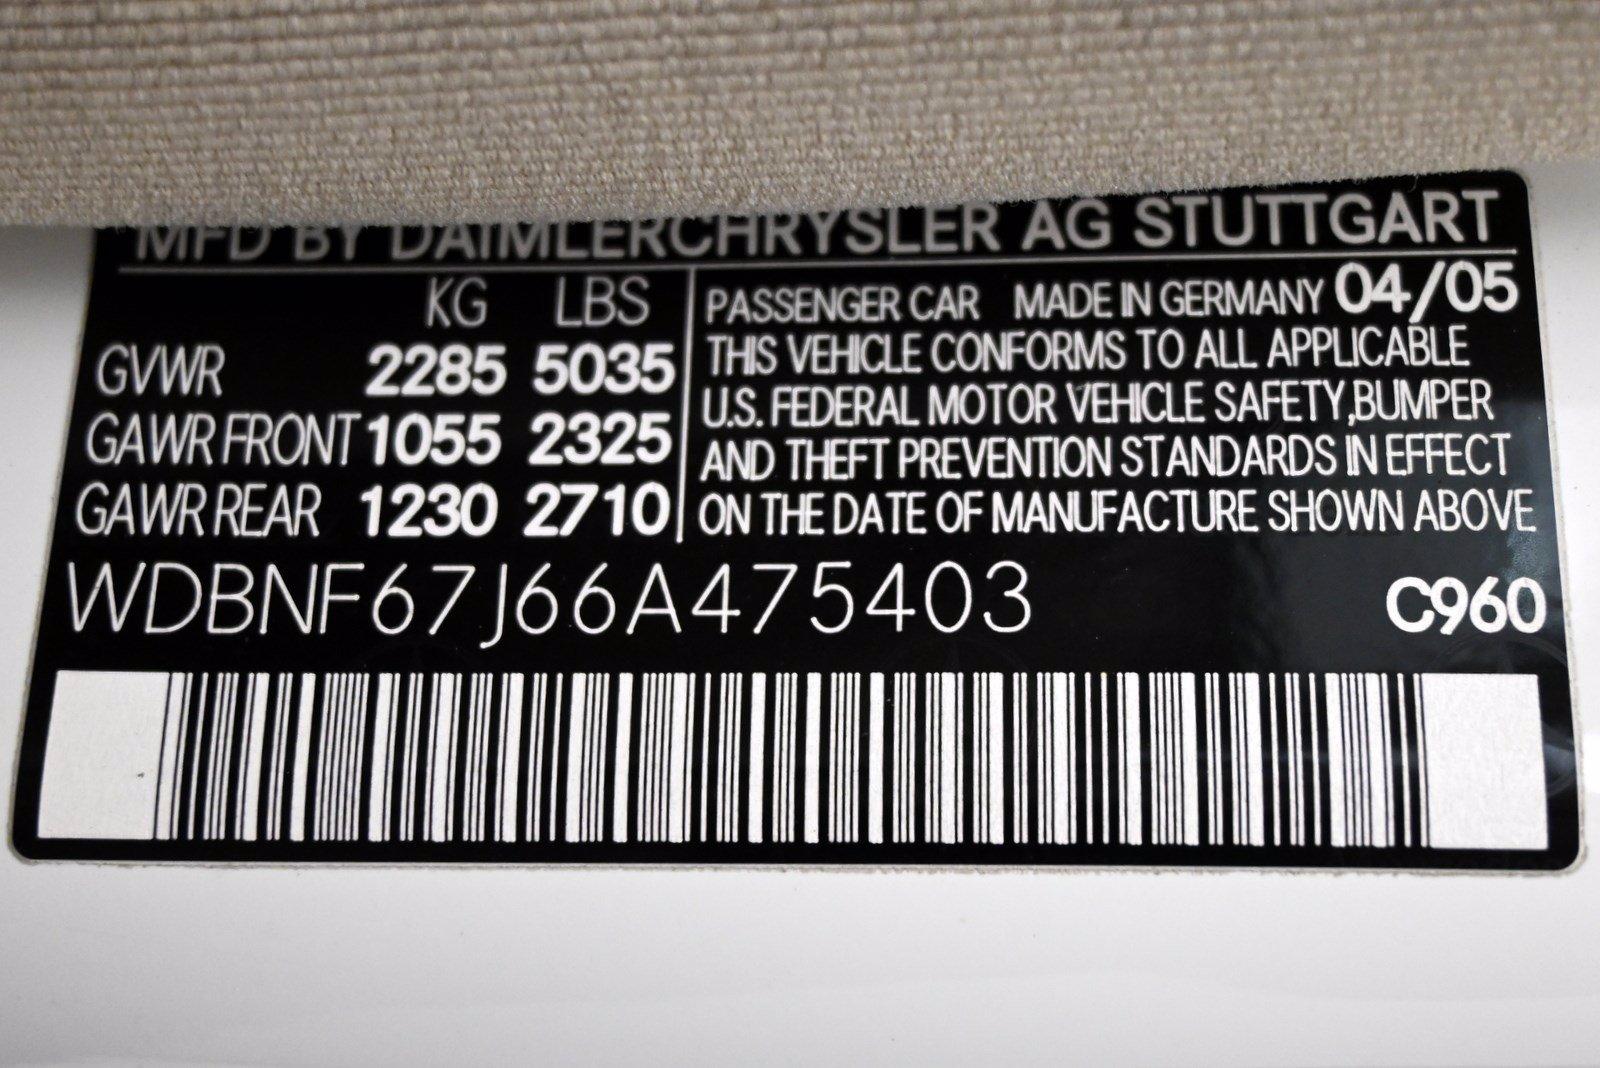 MFD BY DAIMLERCHRYSLER AG STUTTGART
KG LBS
GVWR 2285 5035
GAWR FRONT 1055 2325
GAWR REAR 1230 2710
PASSENGER CAR MADE IN GERMANY 04/05
THIS VEHICLE CONFORMS TO ALL APPLICABLE
U.S. FEDERAL MOTOR VEHICLE SAFETY,BUMPER
AND THEFT PREVENTION STANDARDS IN EFFECT
ON THE DATE OF MANUFACTURE SHOWN ABOVE
WDBNF67J66A475403 C960